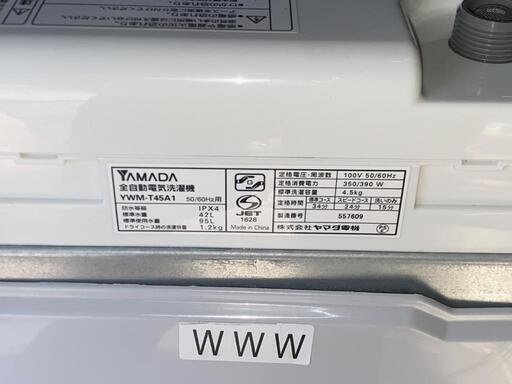 YAMADA
全自動電気洗濯機
YWM-T45A1 50/60Hz用
防水等級 IPX4
標準水量 42L
標準使用水量 95L
ドライコース時の洗濯容量 1.2kg
JET
1628
Made in China
定格電圧・周波数 100V 50/60Hz
定格消費電力 350/390 W
標準洗濯容量 4.5kg
標準コース スピードコース 洗いのみ
目安時間 34分 24分 15分
製造番号 557609
株式会社ヤマダ電機
WWW